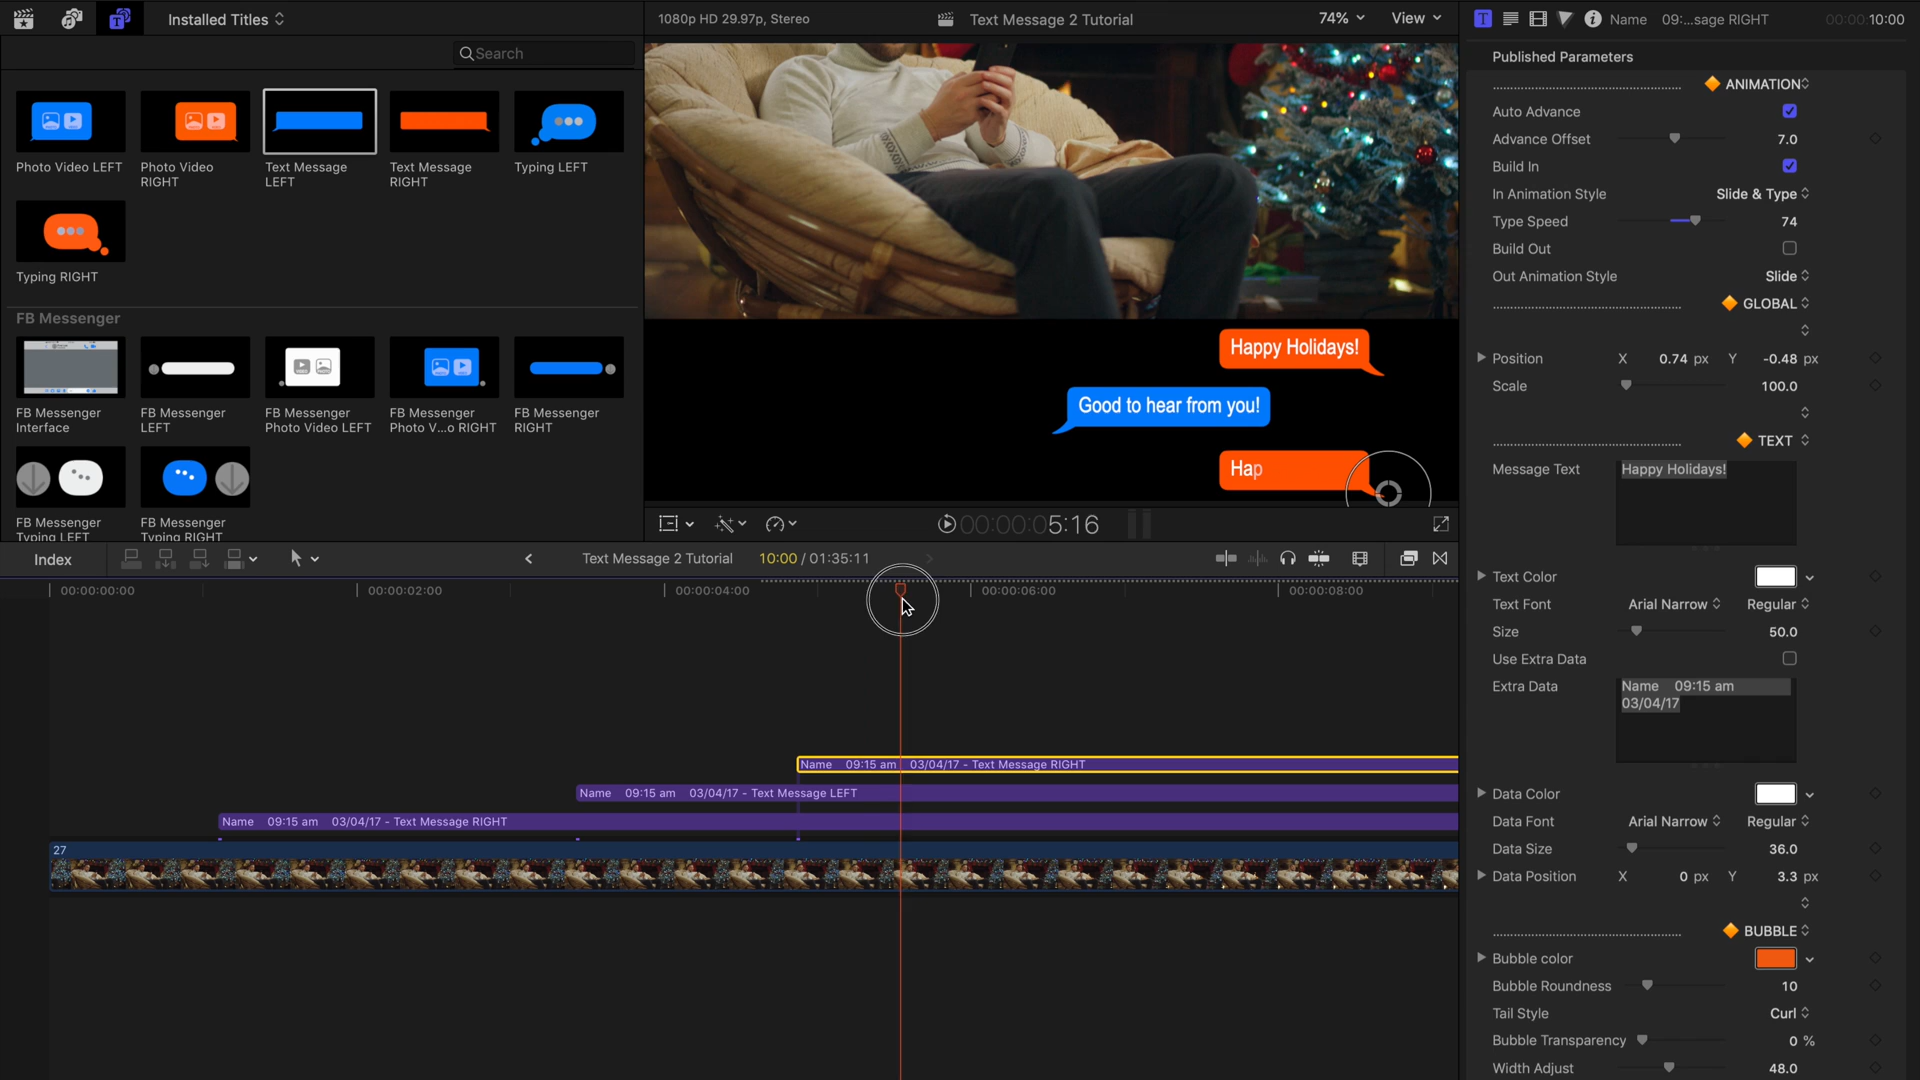 Installed Titles
1080p HD 29.97p, Stereo
Text Message 2 Tutorial
74%
View
Name 09:...sage RIGHT
00:00:00:10:00
Search
Photo Video LEFT
Photo Video
RIGHT
Text Message
LEFT
Text Message
RIGHT
Typing LEFT
Typing RIGHT
FB Messenger
FB Messenger
Interface
FB Messenger
LEFT
FB Messenger
Photo Video LEFT
FB Messenger
Photo V...o RIGHT
FB Messenger
RIGHT
FB Messenger
Typing LEFT
FB Messenger
Typing RIGHT
Happy Holidays!
Good to hear from you!
Hap
00:00:05:16
Published Parameters
ANIMATION
Auto Advance
Advance Offset 7.0
Build In
In Animation Style Slide & Type
Type Speed 74
Build Out
Out Animation Style Slide
GLOBAL
Position X 0.74 px Y -0.48 px
Scale 100.0
TEXT
Message Text Happy Holidays!
Text Color
Text Font Arial Narrow Regular
Size 50.0
Use Extra Data
Extra Data Name 09:15 am
03/04/17
Data Color
Data Font Arial Narrow Regular
Data Size 36.0
Data Position X 0 px Y 3.3 px
BUBBLE
Bubble color
Bubble Roundness 10
Tail Style Curl
Bubble Transparency 0 %
Width Adjust 48.0
Index
Text Message 2 Tutorial 10:00 / 01:35:11
00:00:00:00
00:00:02:00
00:00:04:00
00:00:06:00
00:00:08:00
Name 09:15 am 03/04/17 - Text Message RIGHT
Name 09:15 am 03/04/17 - Text Message LEFT
Name 09:15 am 03/04/17 - Text Message RIGHT
27